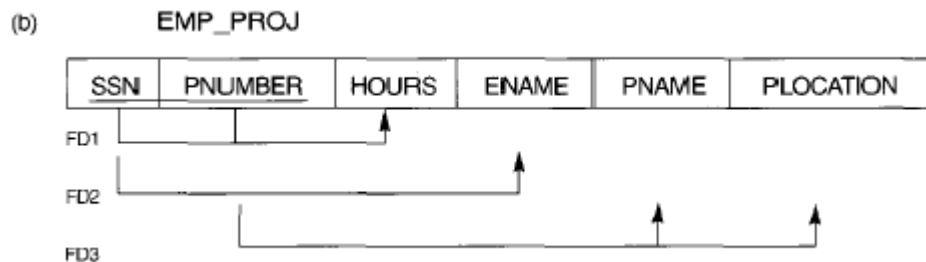 (b) EMP_PROJ
SSN PNUMBER HOURS ENAME PNAME PLOCATION
FD1
FD2
FD3